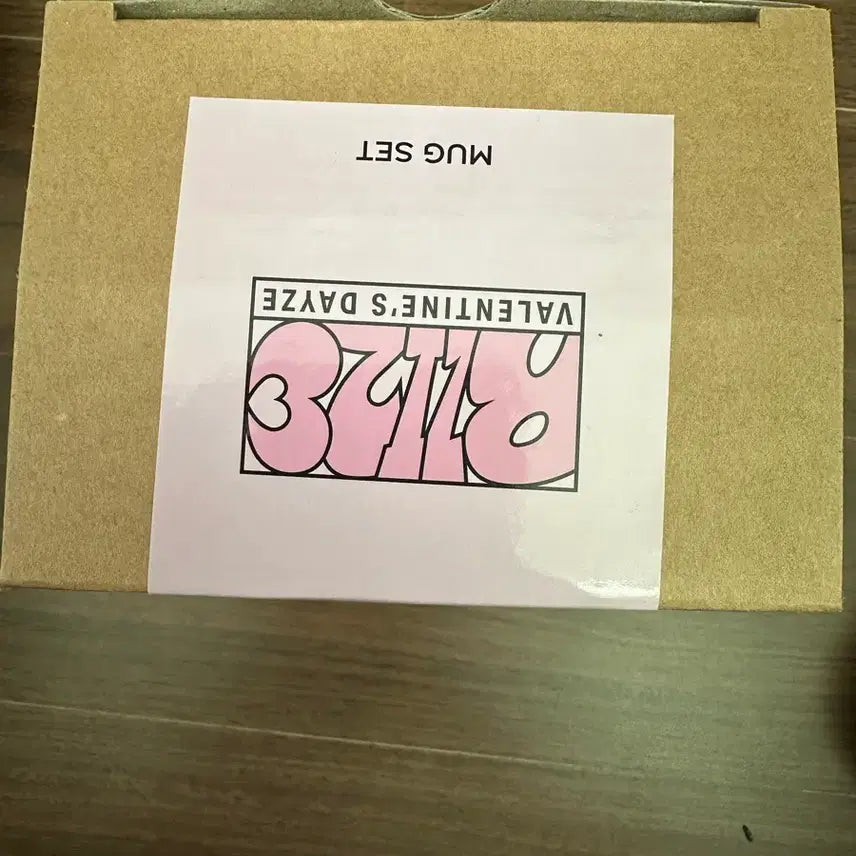 RIIZE
VALENTINE'S DAYZE
MUG SET